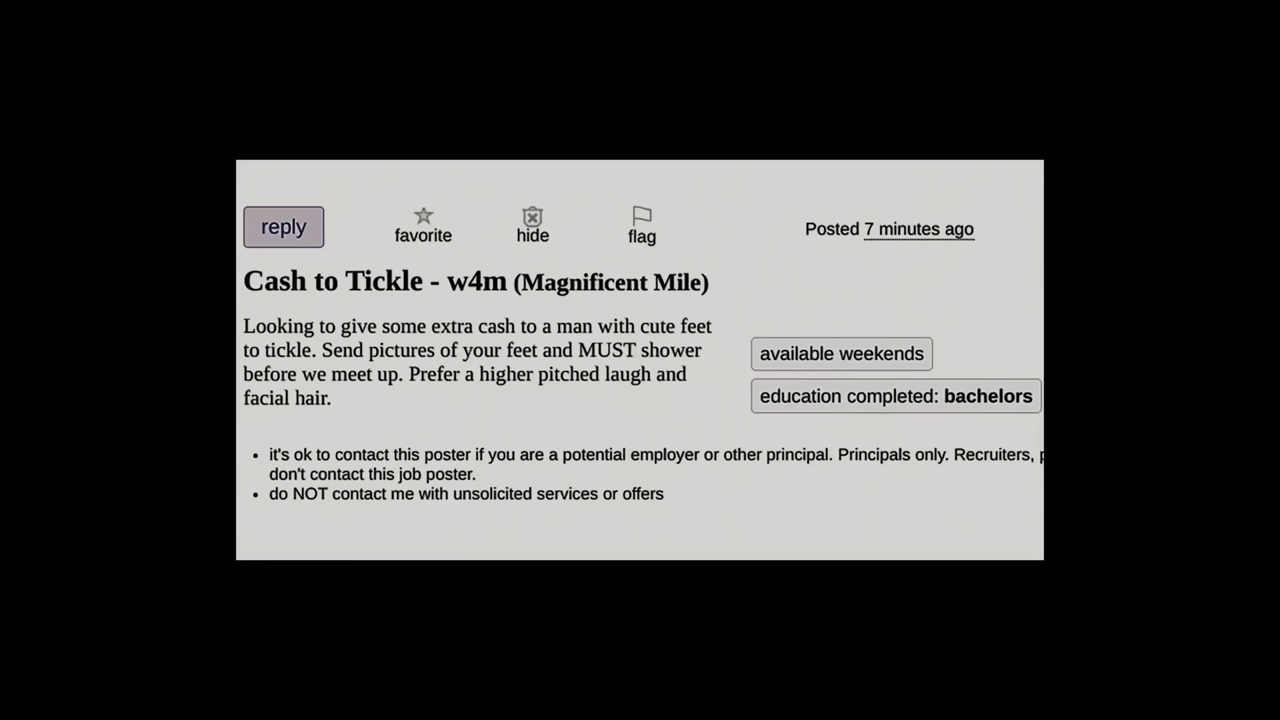 reply
favorite
hide
flag
Posted 7 minutes ago
Cash to Tickle - w4m (Magnificent Mile)
Looking to give some extra cash to a man with cute feet
to tickle. Send pictures of your feet and MUST shower
before we meet up. Prefer a higher pitched laugh and
facial hair.
available weekends
education completed: bachelors
• it's ok to contact this poster if you are a potential employer or other principal. Principals only. Recruiters,
don't contact this job poster.
• do NOT contact me with unsolicited services or offers